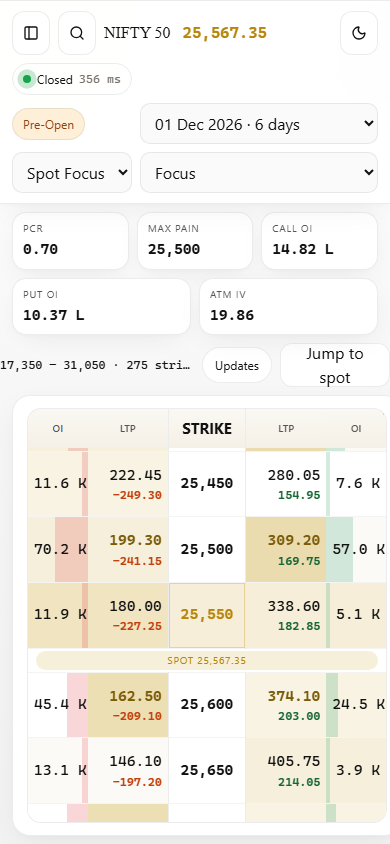 NIFTY 50 25,567.35
Closed 356 ms
Pre-Open 01 Dec 2026 · 6 days
Spot Focus Focus
PCR MAX PAIN CALL OI
0.70 25,500 14.82 L
PUT OI ATM IV
10.37 L 19.86
17,350 – 31,050 · 275 stri… Updates Jump to spot
OI LTP STRIKE LTP OI
11.6 K 222.45 25,450 280.05 7.6 K
−249.30 154.95
70.2 K 199.30 25,500 309.20 57.0 K
−241.15 169.75
11.9 K 180.00 25,550 338.60 5.1 K
−227.25 182.85
SPOT 25,567.35
45.4 K 162.50 25,600 374.10 24.5 K
−209.10 203.00
13.1 K 146.10 25,650 405.75 3.9 K
−197.20 214.05